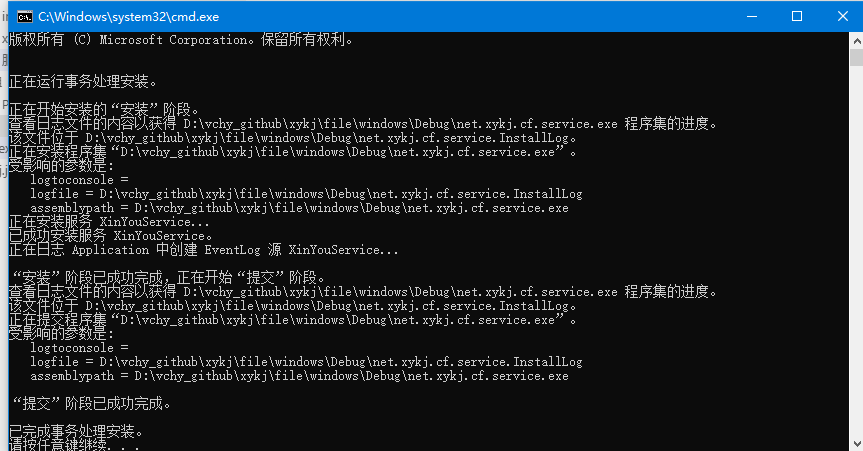 C:\Windows\system32\cmd.exe
版权所有 (C) Microsoft Corporation。保留所有权利。
正在运行事务处理安装。
正在开始安装的“安装”阶段。
查看日志文件的内容以获得 D:\vchy_github\xykj\file\windows\Debug\net.xykj.cf.service.exe 程序集的进度。
该文件位于 D:\vchy_github\xykj\file\windows\Debug\net.xykj.cf.service.InstallLog。
正在安装程序集“D:\vchy_github\xykj\file\windows\Debug\net.xykj.cf.service.exe”。
受影响的参数是:
logtoconsole =
logfile = D:\vchy_github\xykj\file\windows\Debug\net.xykj.cf.service.InstallLog
assemblypath = D:\vchy_github\xykj\file\windows\Debug\net.xykj.cf.service.exe
正在安装服务 XinYouService...
已成功安装服务 XinYouService。
正在日志 Application 中创建 EventLog 源 XinYouService...
“安装”阶段已成功完成，正在开始“提交”阶段。
查看日志文件的内容以获得 D:\vchy_github\xykj\file\windows\Debug\net.xykj.cf.service.exe 程序集的进度。
该文件位于 D:\vchy_github\xykj\file\windows\Debug\net.xykj.cf.service.InstallLog。
正在提交程序集“D:\vchy_github\xykj\file\windows\Debug\net.xykj.cf.service.exe”。
受影响的参数是:
logtoconsole =
logfile = D:\vchy_github\xykj\file\windows\Debug\net.xykj.cf.service.InstallLog
assemblypath = D:\vchy_github\xykj\file\windows\Debug\net.xykj.cf.service.exe
“提交”阶段已成功完成。
已完成事务处理安装。
请按任意键继续. . .